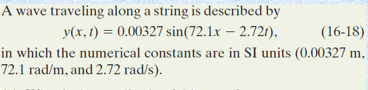 A wave traveling along a string is described by
y(x, t) = 0.00327 sin(72.1x − 2.72t), (16-18)
in which the numerical constants are in SI units (0.00327 m,
72.1 rad/m, and 2.72 rad/s).